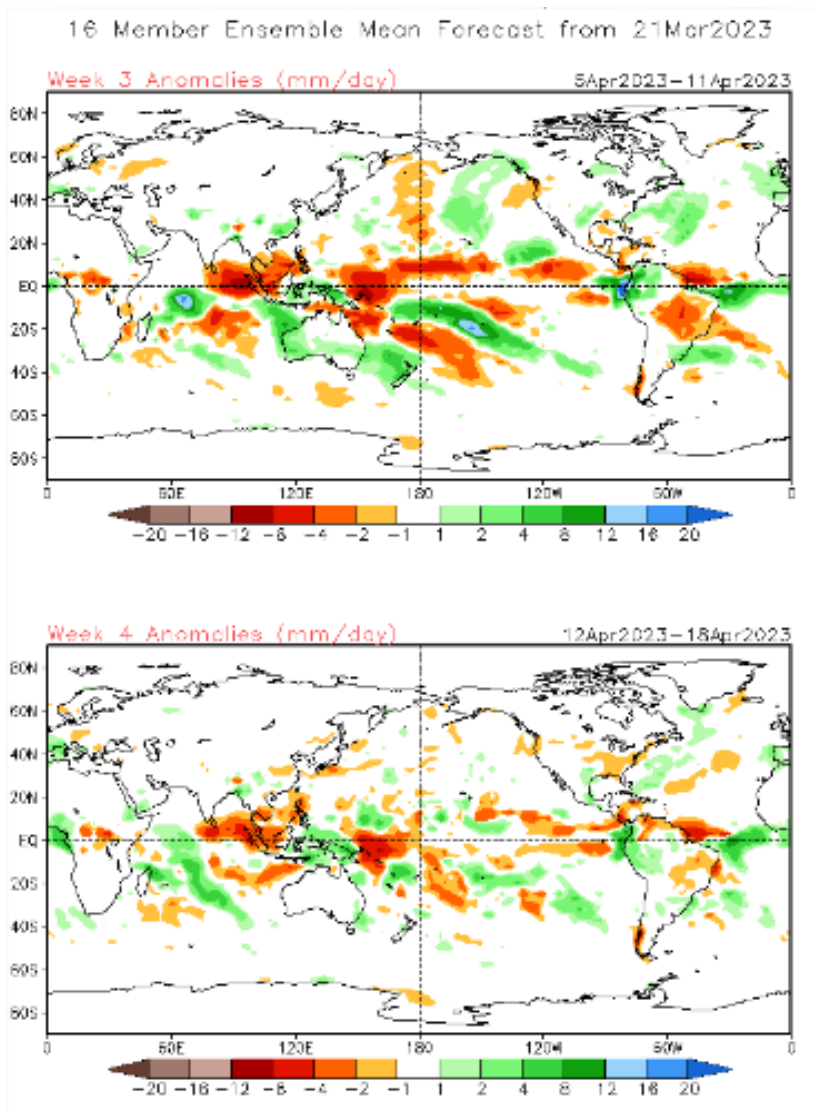 16 Member Ensemble Mean Forecast from 21Mar2023
Week 3 Anomalies (mm/day) 5Apr2023-11Apr2023
80N
60N
40N
20N
EQ
20S
40S
60S
80S
0 60E 120E 180 120W 60W 0
-20 -16 -12 -8 -4 -2 -1 1 2 4 8 12 16 20
Week 4 Anomalies (mm/day) 12Apr2023-18Apr2023
80N
60N
40N
20N
EQ
20S
40S
60S
80S
0 60E 120E 180 120W 60W 0
-20 -16 -12 -8 -4 -2 -1 1 2 4 8 12 16 20